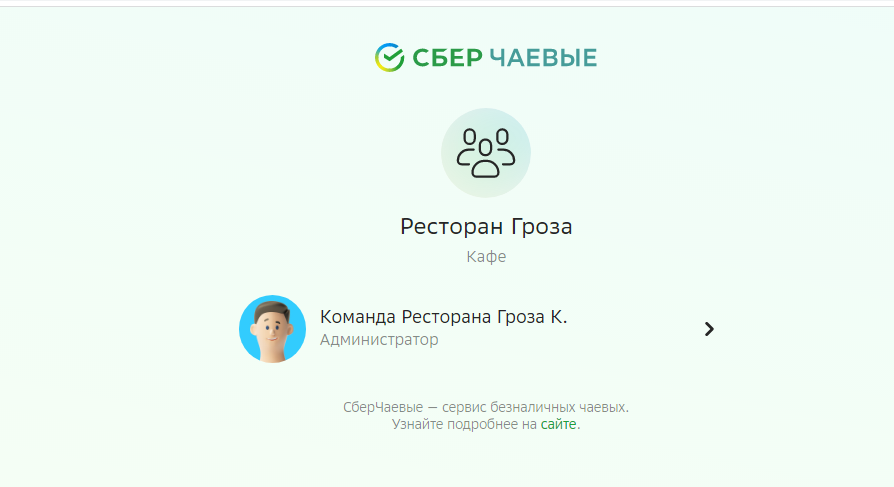 СБЕР ЧАЕВЫЕ
Ресторан Гроза
Кафе
Команда Ресторана Гроза К.
Администратор
СберЧаевые — сервис безналичных чаевых.
Узнайте подробнее на сайте.